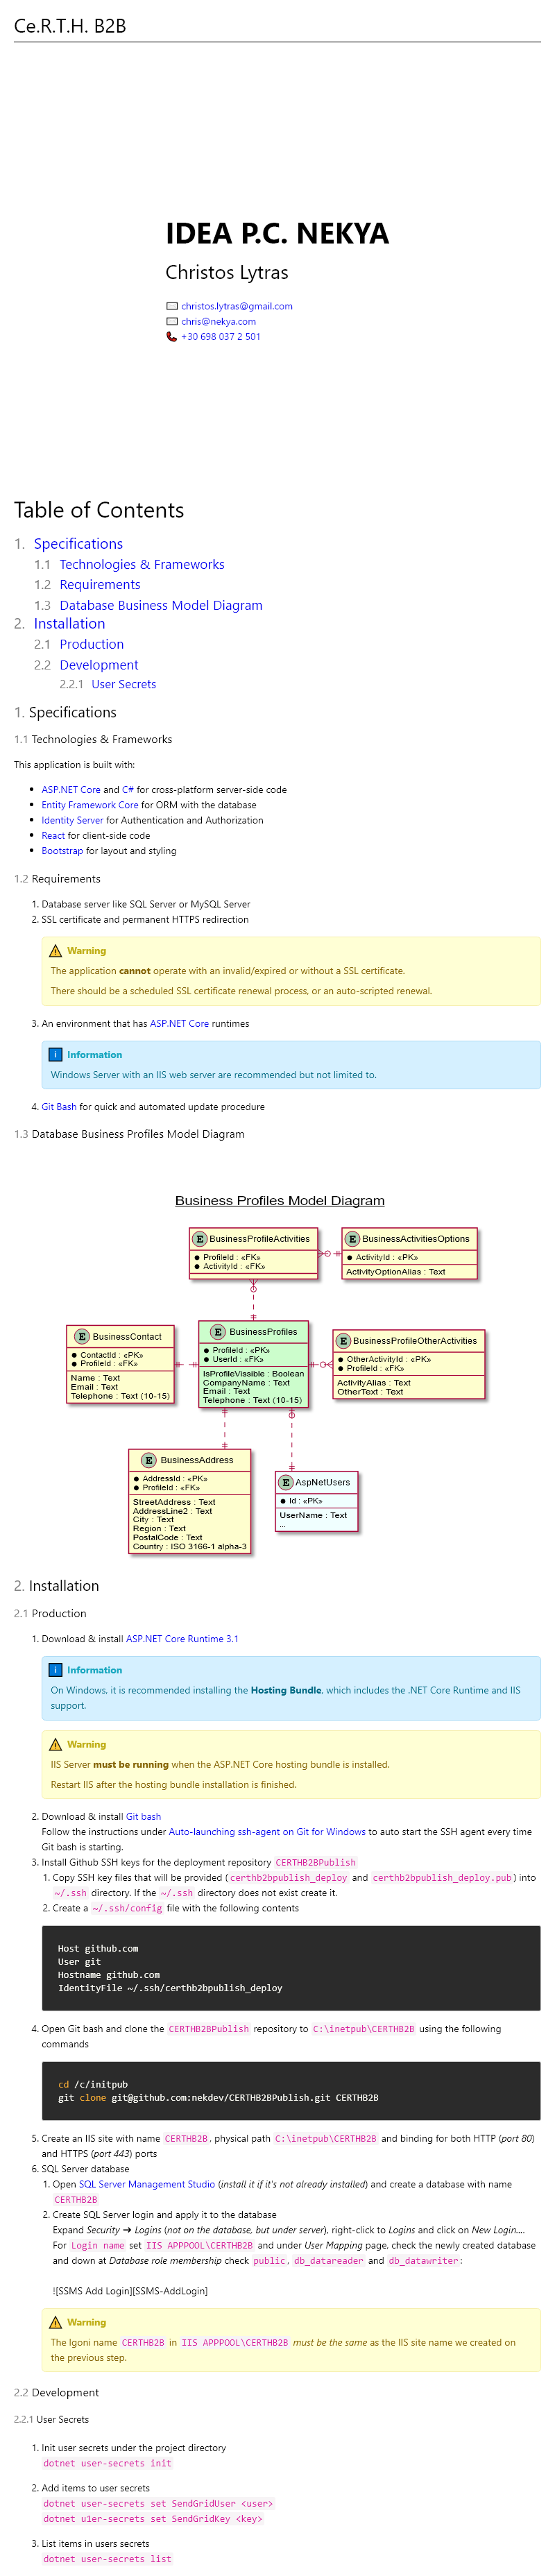 Ce.R.T.H. B2B
IDEA P.C. NEKYA
Christos Lytras
christos.lytras@gmail.com
chris@nekya.com
+30 698 037 2 501
Table of Contents
1. Specifications
1.1 Technologies & Frameworks
1.2 Requirements
1.3 Database Business Model Diagram
2. Installation
2.1 Production
2.2 Development
2.2.1 User Secrets
1. Specifications
1.1 Technologies & Frameworks
This application is built with:
• ASP.NET Core and C# for cross-platform server-side code
• Entity Framework Core for ORM with the database
• Identity Server for Authentication and Authorization
• React for client-side code
• Bootstrap for layout and styling
1.2 Requirements
1. Database server like SQL Server or MySQL Server
2. SSL certificate and permanent HTTPS redirection
Warning
The application cannot operate with an invalid/expired or without a SSL certificate.
There should be a scheduled SSL certificate renewal process, or an auto-scripted renewal.
3. An environment that has ASP.NET Core runtimes
i Information
Windows Server with an IIS web server are recommended but not limited to.
4. Git Bash for quick and automated update procedure
1.3 Database Business Profiles Model Diagram
Business Profiles Model Diagram
E BusinessProfileActivities
ProfileId : «FK»
ActivityId : «FK»
E BusinessActivitiesOptions
ActivityId : «PK»
ActivityOptionAlias : Text
E BusinessContact
ContactId : «PK»
ProfileId : «FK»
Name : Text
Email : Text
Telephone : Text (10-15)
E BusinessProfiles
ProfileId : «PK»
UserId : «FK»
IsProfileVissible : Boolean
CompanyName : Text
Email : Text
Telephone : Text (10-15)
E BusinessProfileOtherActivities
OtherActivityId : «PK»
ProfileId : «FK»
ActivityAlias : Text
OtherText : Text
E BusinessAddress
AddressId : «PK»
ProfileId : «FK»
StreetAddress : Text
AddressLine2 : Text
City : Text
Region : Text
PostalCode : Text
Country : ISO 3166-1 alpha-3
E AspNetUsers
Id : «PK»
UserName : Text
...
2. Installation
2.1 Production
1. Download & install ASP.NET Core Runtime 3.1
i Information
On Windows, it is recommended installing the Hosting Bundle, which includes the .NET Core Runtime and IIS
support.
Warning
IIS Server must be running when the ASP.NET Core hosting bundle is installed.
Restart IIS after the hosting bundle installation is finished.
2. Download & install Git bash
Follow the instructions under Auto-launching ssh-agent on Git for Windows to auto start the SSH agent every time
Git bash is starting.
3. Install Github SSH keys for the deployment repository CERTHB2BPublish
1. Copy SSH key files that will be provided (certhb2bpublish_deploy and certhb2bpublish_deploy.pub) into
~/.ssh directory. If the ~/.ssh directory does not exist create it.
2. Create a ~/.ssh/config file with the following contents
Host github.com
User git
Hostname github.com
IdentityFile ~/.ssh/certhb2bpublish_deploy
4. Open Git bash and clone the CERTHB2BPublish repository to C:\inetpub\CERTHB2B using the following
commands
cd /c/initpub
git clone git@github.com:nekdev/CERTHB2BPublish.git CERTHB2B
5. Create an IIS site with name CERTHB2B, physical path C:\inetpub\CERTHB2B and binding for both HTTP (port 80)
and HTTPS (port 443) ports
6. SQL Server database
1. Open SQL Server Management Studio (install it if it's not already installed) and create a database with name
CERTHB2B
2. Create SQL Server login and apply it to the database
Expand Security ➔ Logins (not on the database, but under server), right-click to Logins and click on New Login....
For Login name set IIS APPPOOL\CERTHB2B and under User Mapping page, check the newly created database
and down at Database role membership check public, db_datareader and db_datawriter:
![SSMS Add Login][SSMS-AddLogin]
Warning
The lgoni name CERTHB2B in IIS APPPOOL\CERTHB2B must be the same as the IIS site name we created on
the previous step.
2.2 Development
2.2.1 User Secrets
1. Init user secrets under the project directory
dotnet user-secrets init
2. Add items to user secrets
dotnet user-secrets set SendGridUser <user>
dotnet u1er-secrets set SendGridKey <key>
3. List items in users secrets
dotnet user-secrets list